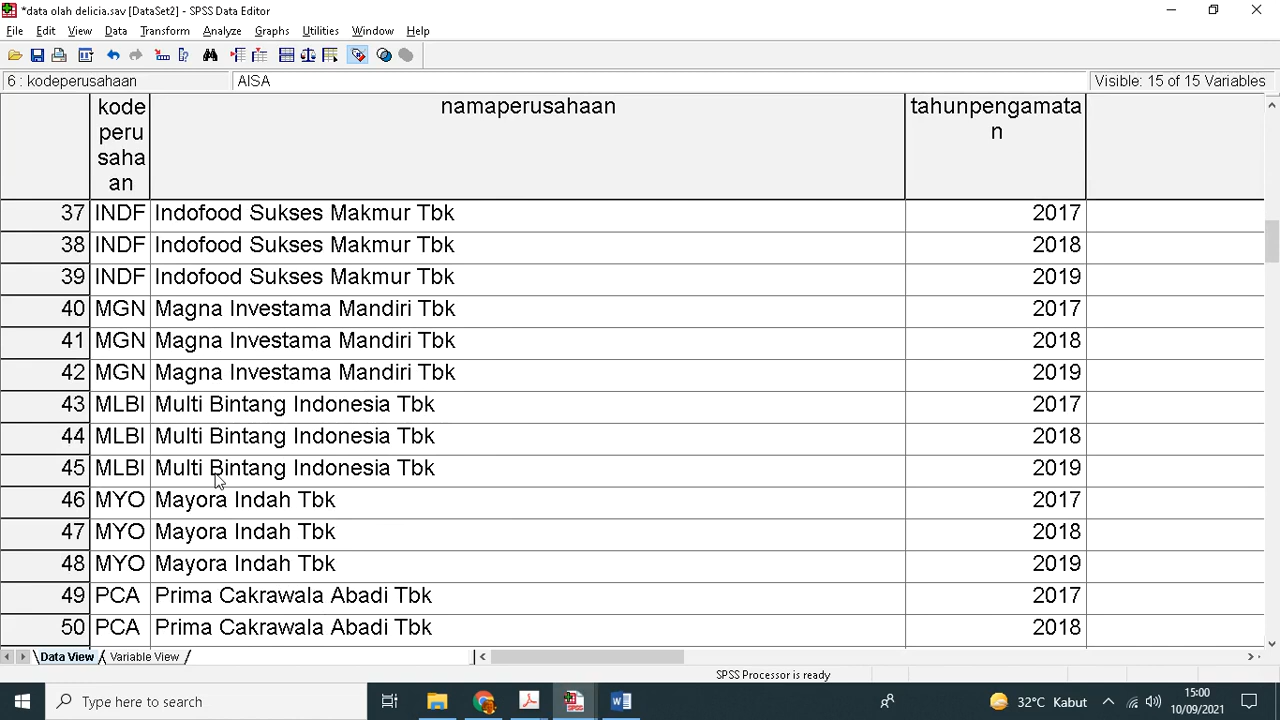 *data olah delicia.sav [DataSet2] - SPSS Data Editor
File Edit View Data Transform Analyze Graphs Utilities Window Help
6 : kodeperusahaan AISA Visible: 15 of 15 Variables
kode
peru
saha
an
namaperusahaan
tahunpengamata
n
37 INDF Indofood Sukses Makmur Tbk 2017
38 INDF Indofood Sukses Makmur Tbk 2018
39 INDF Indofood Sukses Makmur Tbk 2019
40 MGN Magna Investama Mandiri Tbk 2017
41 MGN Magna Investama Mandiri Tbk 2018
42 MGN Magna Investama Mandiri Tbk 2019
43 MLBI Multi Bintang Indonesia Tbk 2017
44 MLBI Multi Bintang Indonesia Tbk 2018
45 MLBI Multi Bintang Indonesia Tbk 2019
46 MYO Mayora Indah Tbk 2017
47 MYO Mayora Indah Tbk 2018
48 MYO Mayora Indah Tbk 2019
49 PCA Prima Cakrawala Abadi Tbk 2017
50 PCA Prima Cakrawala Abadi Tbk 2018
Data View Variable View
SPSS Processor is ready
Type here to search 32°C Kabut 15:00
10/09/2021